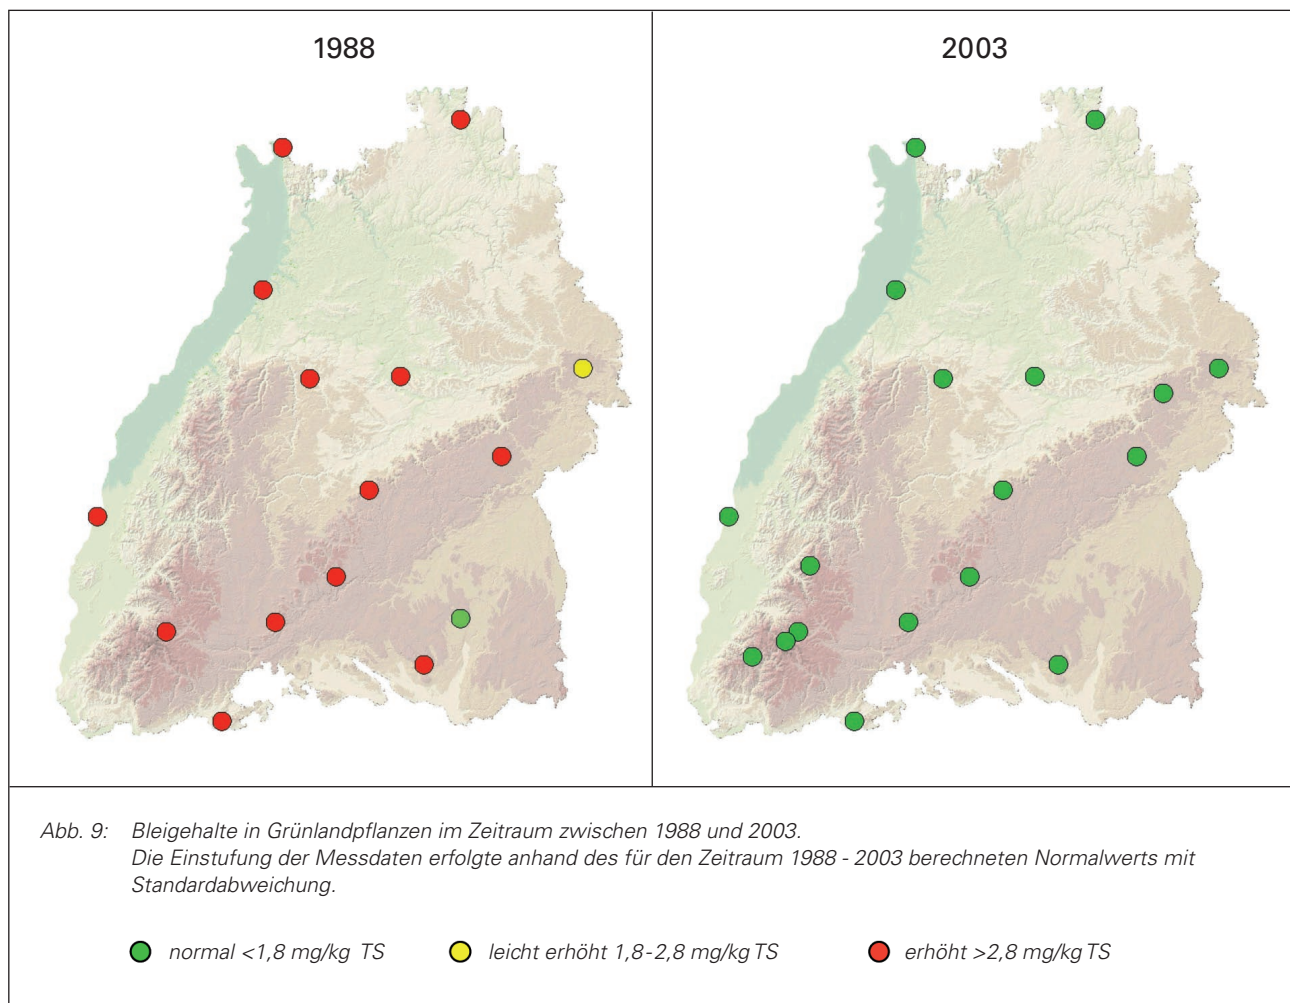 1988
2003
Abb. 9: Bleigehalte in Grünlandpflanzen im Zeitraum zwischen 1988 und 2003.
Die Einstufung der Messdaten erfolgte anhand des für den Zeitraum 1988 - 2003 berechneten Normalwerts mit
Standardabweichung.
normal <1,8 mg/kg TS
leicht erhöht 1,8-2,8 mg/kg TS
erhöht >2,8 mg/kg TS